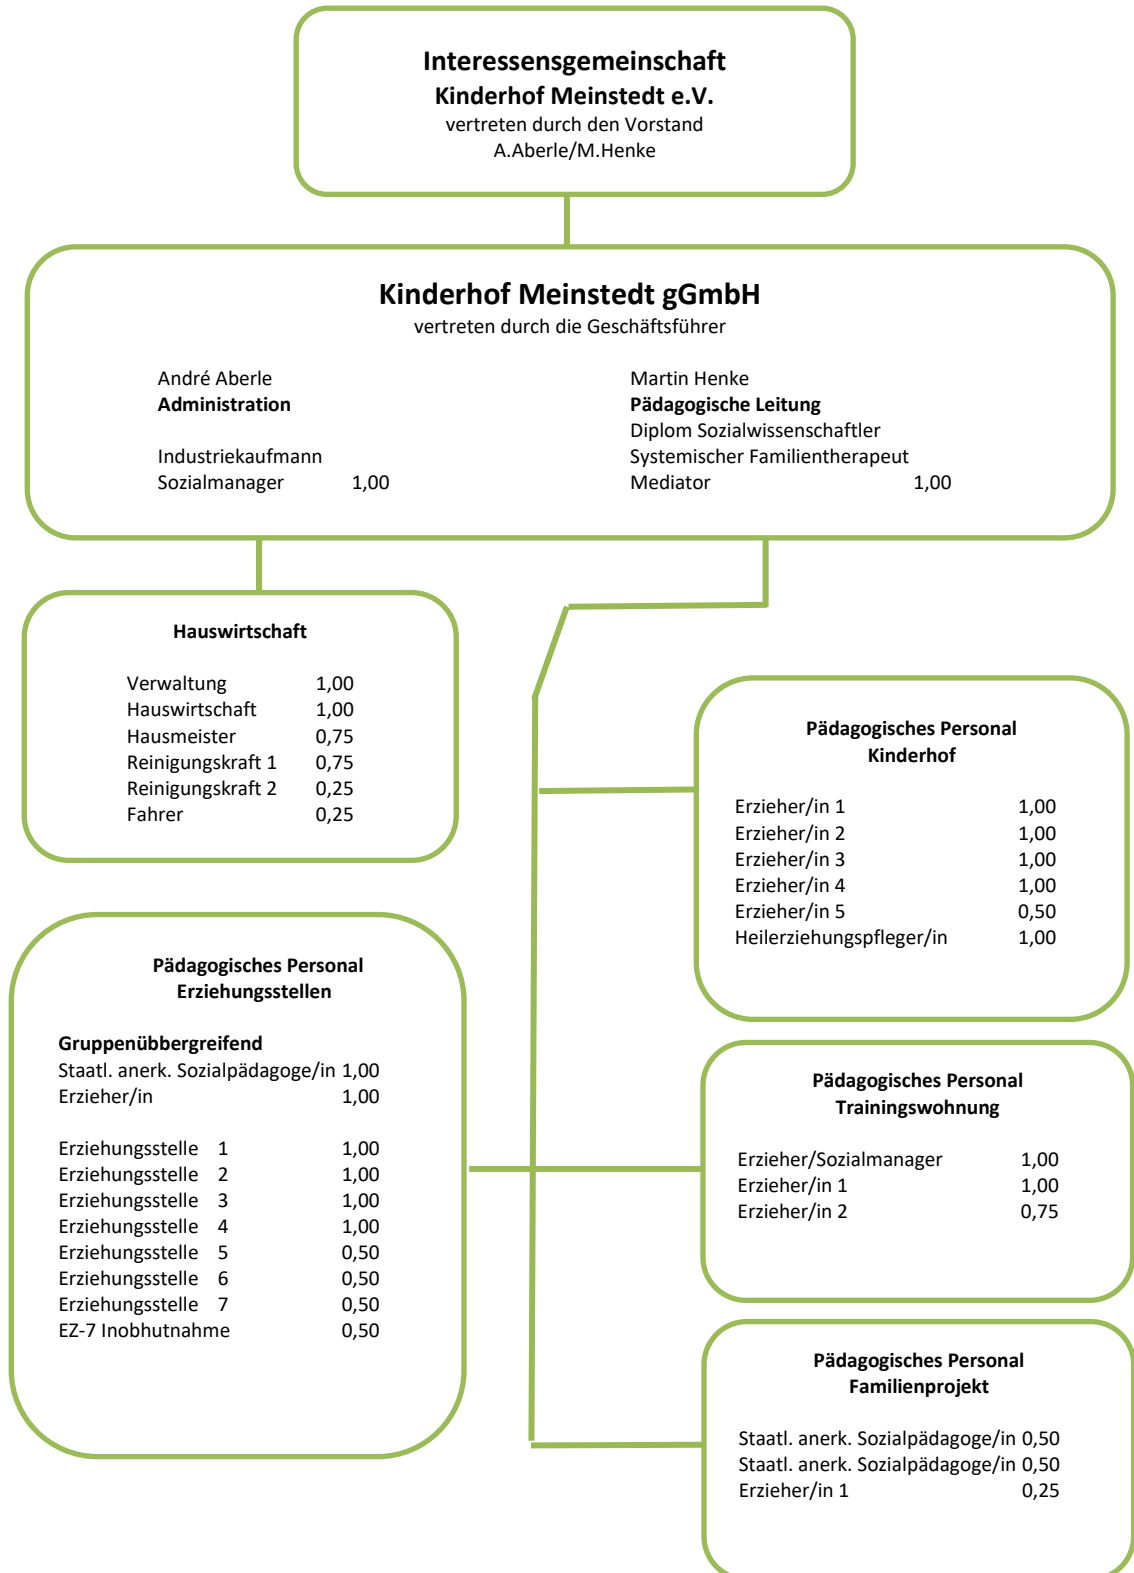 Interessensgemeinschaft
Kinderhof Meinstedt e.V.
vertreten durch den Vorstand
A.Aberle/M.Henke
Kinderhof Meinstedt gGmbH
vertreten durch die Geschäftsführer
André Aberle
Administration
Industriekaufmann
Sozialmanager 1,00
Martin Henke
Pädagogische Leitung
Diplom Sozialwissenschaftler
Systemischer Familientherapeut
Mediator 1,00
Hauswirtschaft
Verwaltung 1,00
Hauswirtschaft 1,00
Hausmeister 0,75
Reinigungskraft 1 0,75
Reinigungskraft 2 0,25
Fahrer 0,25
Pädagogisches Personal
Kinderhof
Erzieher/in 1 1,00
Erzieher/in 2 1,00
Erzieher/in 3 1,00
Erzieher/in 4 1,00
Erzieher/in 5 0,50
Heilerziehungspfleger/in 1,00
Pädagogisches Personal
Erziehungsstellen
Gruppenübbergreifend
Staatl. anerk. Sozialpädagoge/in 1,00
Erzieher/in 1,00
Erziehungsstelle 1 1,00
Erziehungsstelle 2 1,00
Erziehungsstelle 3 1,00
Erziehungsstelle 4 1,00
Erziehungsstelle 5 0,50
Erziehungsstelle 6 0,50
Erziehungsstelle 7 0,50
EZ-7 Inobhutnahme 0,50
Pädagogisches Personal
Trainingswohnung
Erzieher/Sozialmanager 1,00
Erzieher/in 1 1,00
Erzieher/in 2 0,75
Pädagogisches Personal
Familienprojekt
Staatl. anerk. Sozialpädagoge/in 0,50
Staatl. anerk. Sozialpädagoge/in 0,50
Erzieher/in 1 0,25